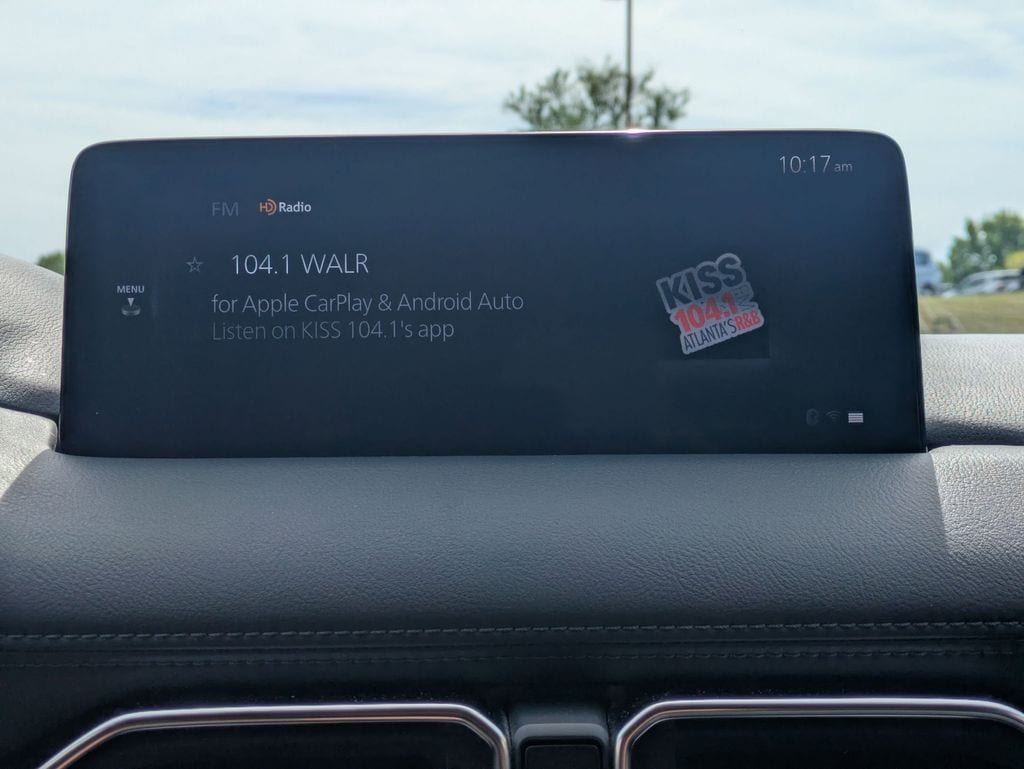 10:17 am
FM HD Radio
104.1 WALR
MENU
for Apple CarPlay & Android Auto
Listen on KISS 104.1's app
KISS
104.1
ATLANTA'S R&B